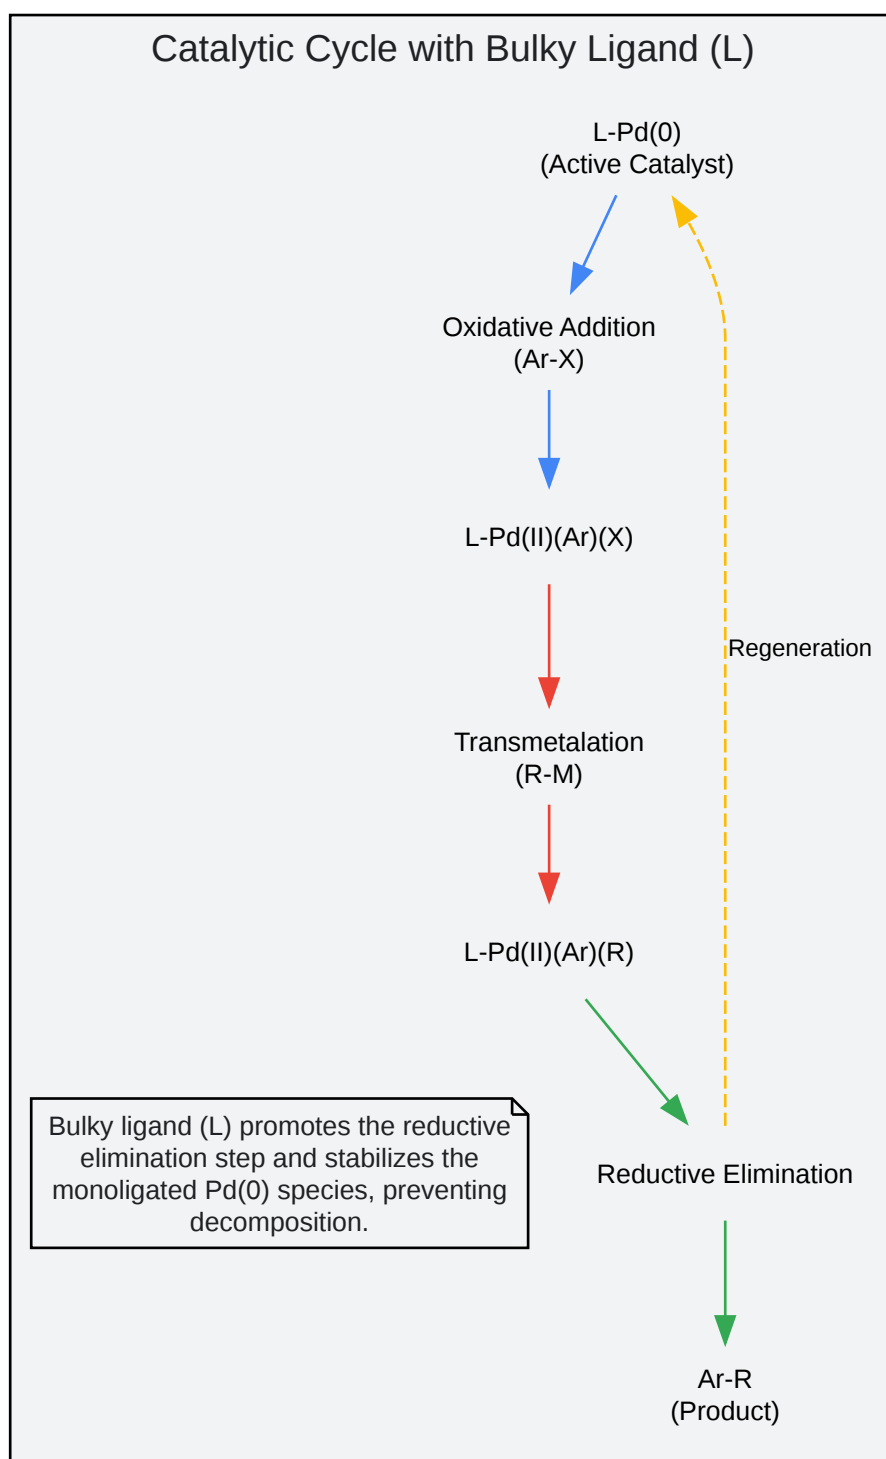 Catalytic Cycle with Bulky Ligand (L)
L-Pd(0)
(Active Catalyst)
Oxidative Addition
(Ar-X)
L-Pd(II)(Ar)(X)
Regeneration
Transmetalation
(R-M)
L-Pd(II)(Ar)(R)
Bulky ligand (L) promotes the reductive
elimination step and stabilizes the
monoligated Pd(0) species, preventing
decomposition.
Reductive Elimination
Ar-R
(Product)